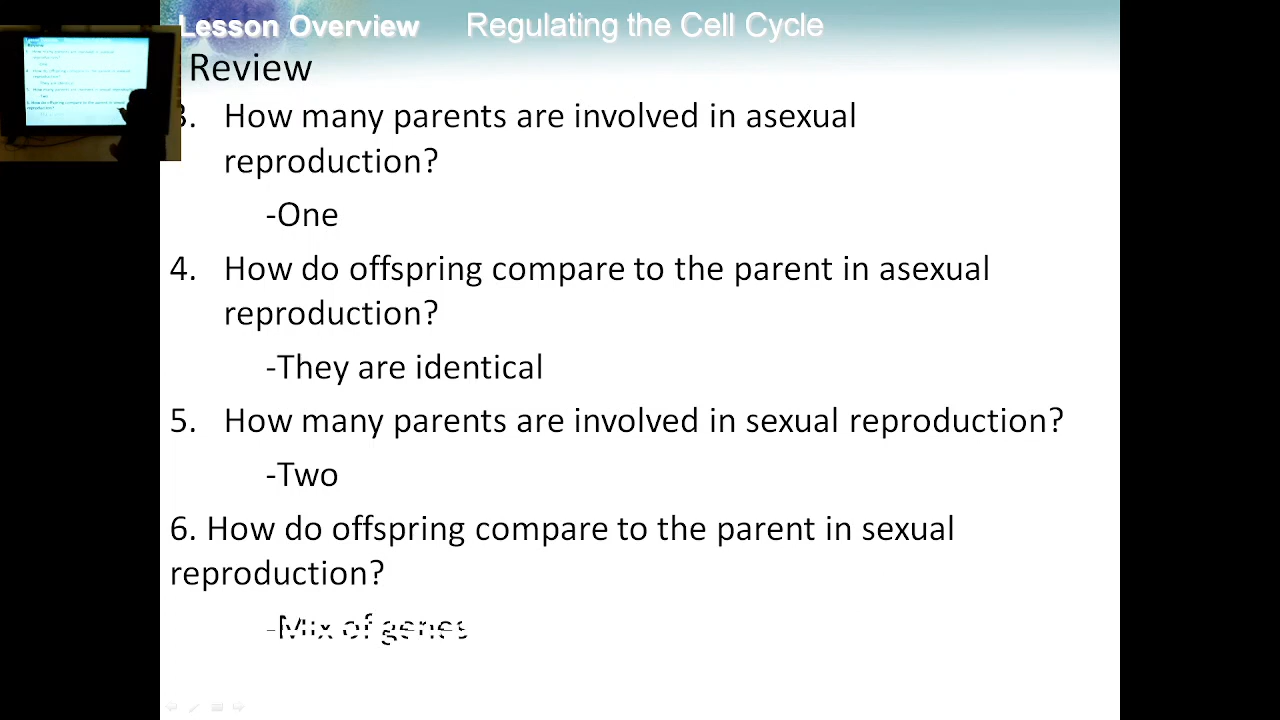 Lesson Overview Regulating the Cell Cycle
Review
3. How many parents are involved in asexual
reproduction?
-One
4. How do offspring compare to the parent in asexual
reproduction?
-They are identical
5. How many parents are involved in sexual reproduction?
-Two
6. How do offspring compare to the parent in sexual
reproduction?
-Mix of genes